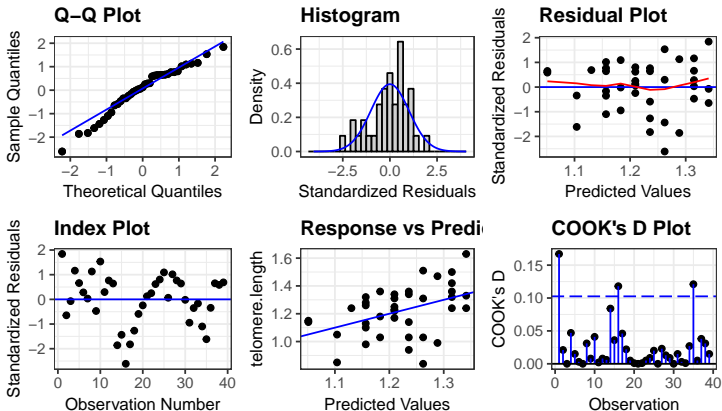 Q−Q Plot
Sample Quantiles
2
1
0
−1
−2
−2
−1
0
1
2
Theoretical Quantiles
Histogram
Density
0.6
0.4
0.2
0.0
−2.5
0.0
2.5
Standardized Residuals
Residual Plot
Standardized Residuals
2
1
0
−1
−2
1.1
1.2
1.3
Predicted Values
Index Plot
Standardized Residuals
2
1
0
−1
−2
0
10
20
30
40
Observation Number
Response vs Predi
telomere.length
1.6
1.4
1.2
1.0
1.1
1.2
1.3
Predicted Values
COOK's D Plot
COOK's D
0.15
0.10
0.05
0.00
0
10
20
30
40
Observation